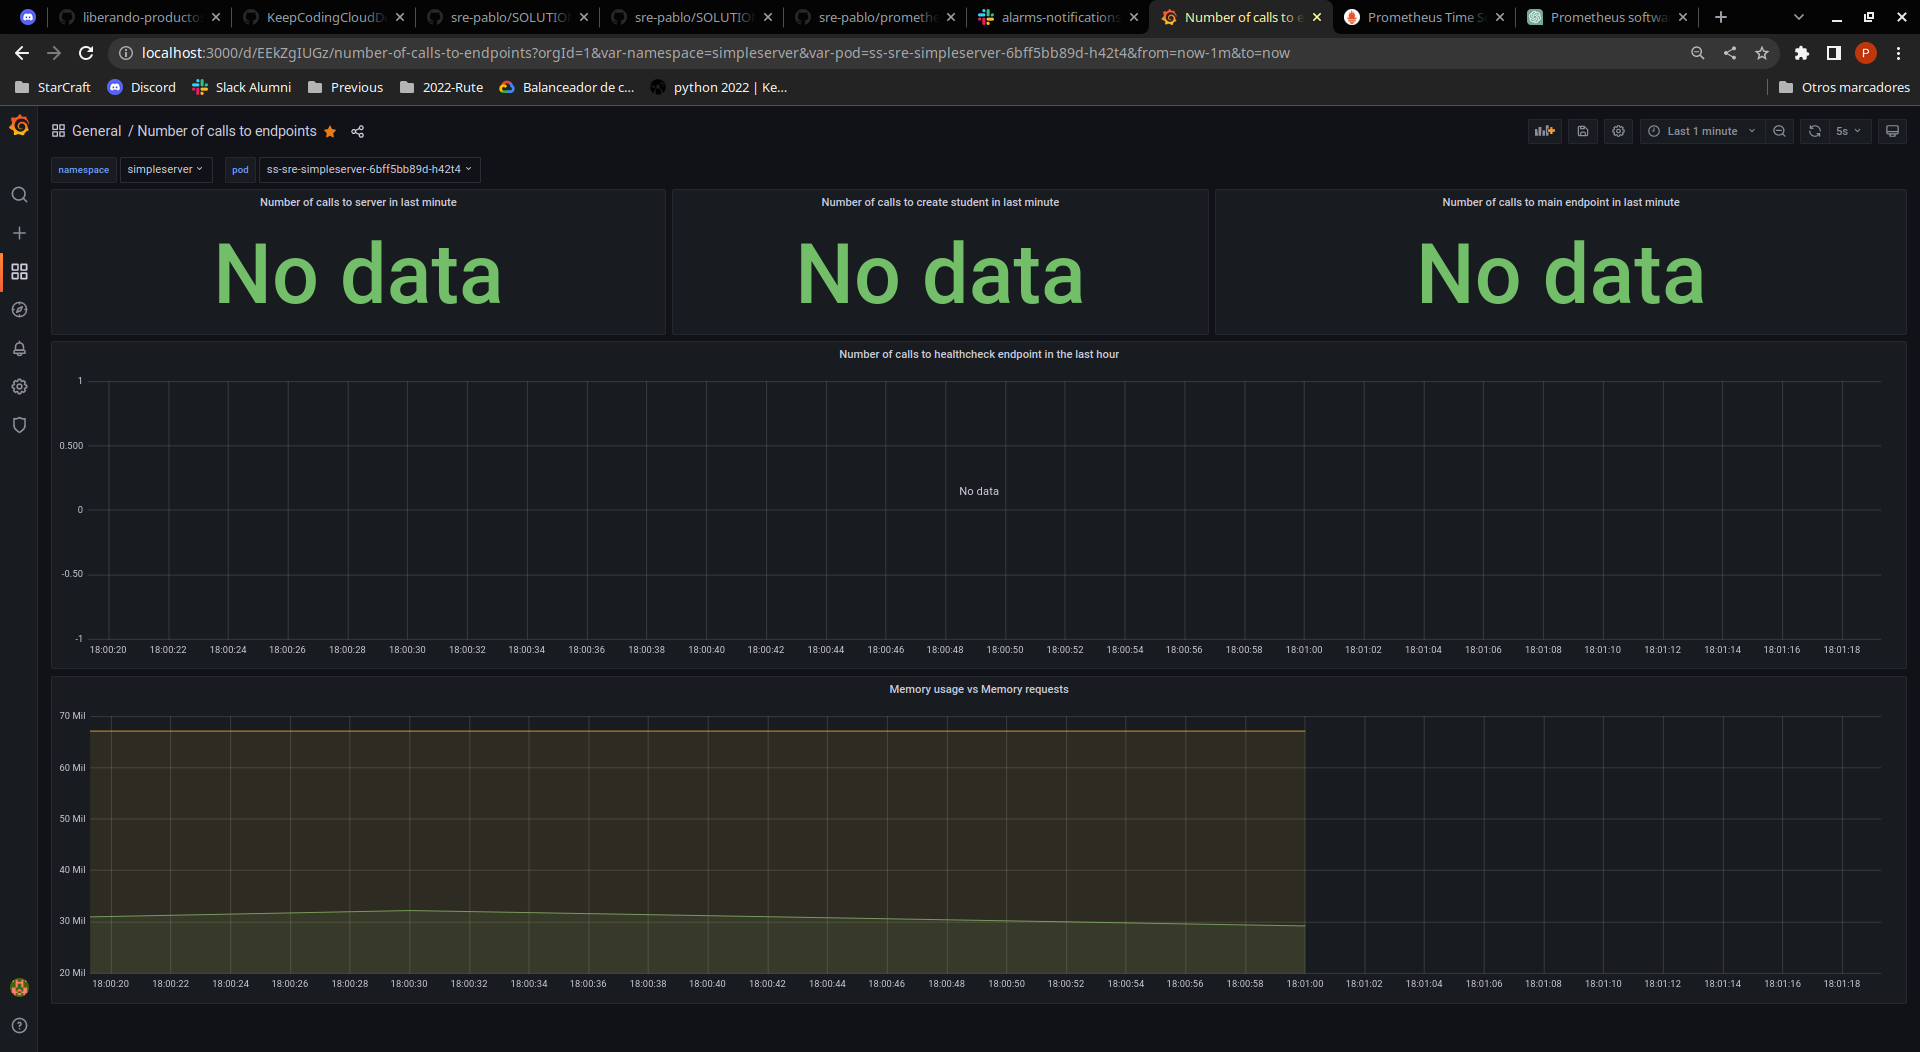 liberando-producto
KeepCodingCloudD
sre-pablo/SOLUTIO
sre-pablo/SOLUTIO
sre-pablo/promethe
alarms-notifications
Number of calls to e
Prometheus Time S
Prometheus softwa
localhost:3000/d/EEkZgIUGz/number-of-calls-to-endpoints?orgId=1&var-namespace=simpleserver&var-pod=ss-sre-simpleserver-6bff5bb89d-h42t4&from=now-1m&to=now
P
StarCraft
Discord
Slack Alumni
Previous
2022-Rute
Balanceador de c...
python 2022 | Ke...
Otros marcadores
General / Number of calls to endpoints
Last 1 minute
5s
namespace
simpleserver
pod
ss-sre-simpleserver-6bff5bb89d-h42t4
Number of calls to server in last minute
No data
Number of calls to create student in last minute
No data
Number of calls to main endpoint in last minute
No data
Number of calls to healthcheck endpoint in the last hour
1
0.500
0
-0.50
-1
No data
18:00:20 18:00:22 18:00:24 18:00:26 18:00:28 18:00:30 18:00:32 18:00:34 18:00:36 18:00:38 18:00:40 18:00:42 18:00:44 18:00:46 18:00:48 18:00:50 18:00:52 18:00:54 18:00:56 18:00:58 18:01:00 18:01:02 18:01:04 18:01:06 18:01:08 18:01:10 18:01:12 18:01:14 18:01:16 18:01:18
Memory usage vs Memory requests
70 Mil
60 Mil
50 Mil
40 Mil
30 Mil
20 Mil
18:00:20 18:00:22 18:00:24 18:00:26 18:00:28 18:00:30 18:00:32 18:00:34 18:00:36 18:00:38 18:00:40 18:00:42 18:00:44 18:00:46 18:00:48 18:00:50 18:00:52 18:00:54 18:00:56 18:00:58 18:01:00 18:01:02 18:01:04 18:01:06 18:01:08 18:01:10 18:01:12 18:01:14 18:01:16 18:01:18